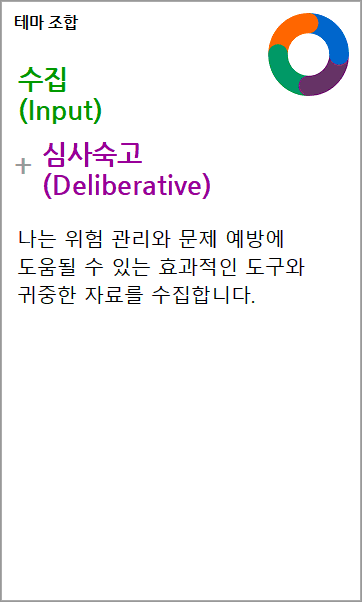 테마 조합
수집
(Input)
+ 심사숙고
(Deliberative)
나는 위험 관리와 문제 예방에
도움될 수 있는 효과적인 도구와
귀중한 자료를 수집합니다.